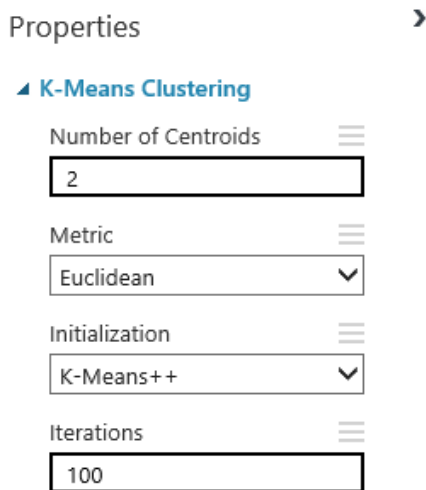 Properties
K-Means Clustering
Number of Centroids
2
Metric
Euclidean
Initialization
K-Means++
Iterations
100